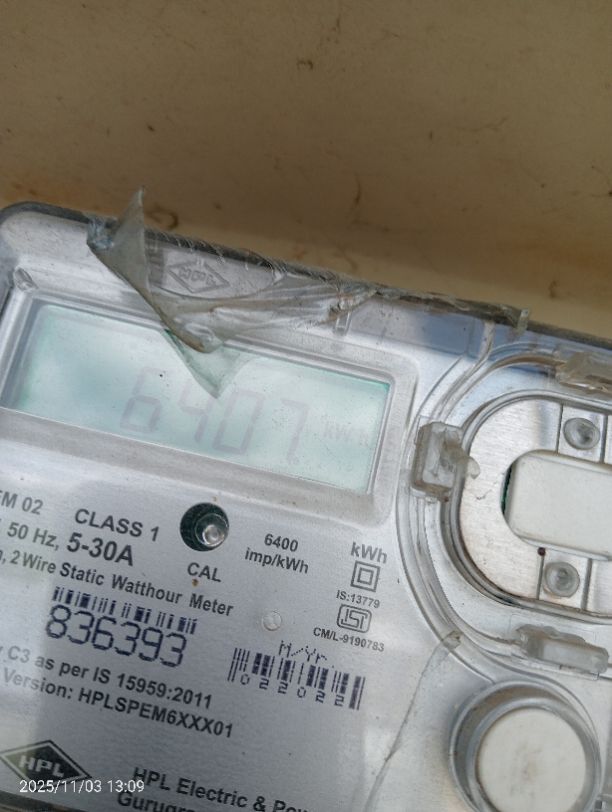 6407 kWh
EM 02
CLASS 1
50 Hz, 5-30A
CAL
6400
imp/kWh
kWh
IS:13779
CM/L-9190783
2 Wire Static Watthour Meter
836393
M/Yr
022022
C3 as per IS 15959:2011
Version: HPLSPEM6XXX01
HPL
HPL Electric &
2025/11/03 13:09